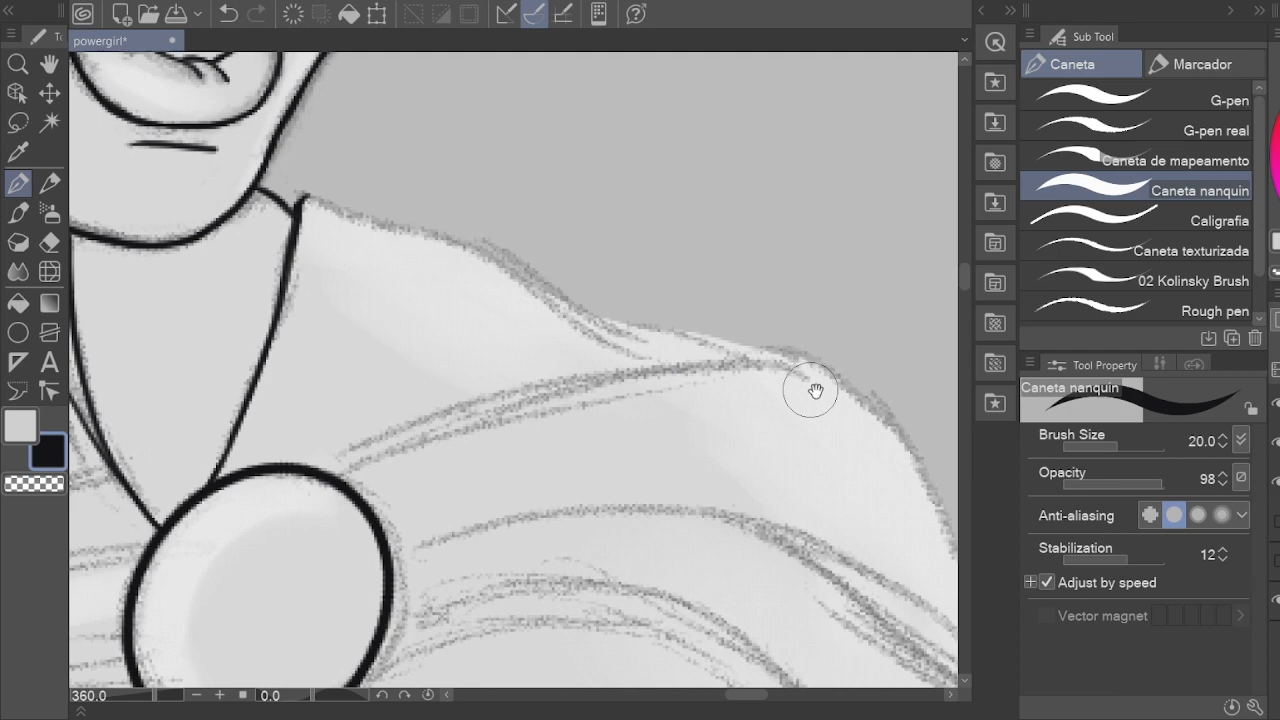 Sub Tool
powergirl*
Caneta
Marcador
G-pen
G-pen real
Caneta de mapeamento
Caneta nanquin
Caligrafia
Caneta texturizada
02 Kolinsky Brush
Rough pen
Tool Property
Caneta nanquin
Brush Size
20.0
Opacity
98
Anti-aliasing
Stabilization
12
Adjust by speed
Vector magnet
360.0
0.0